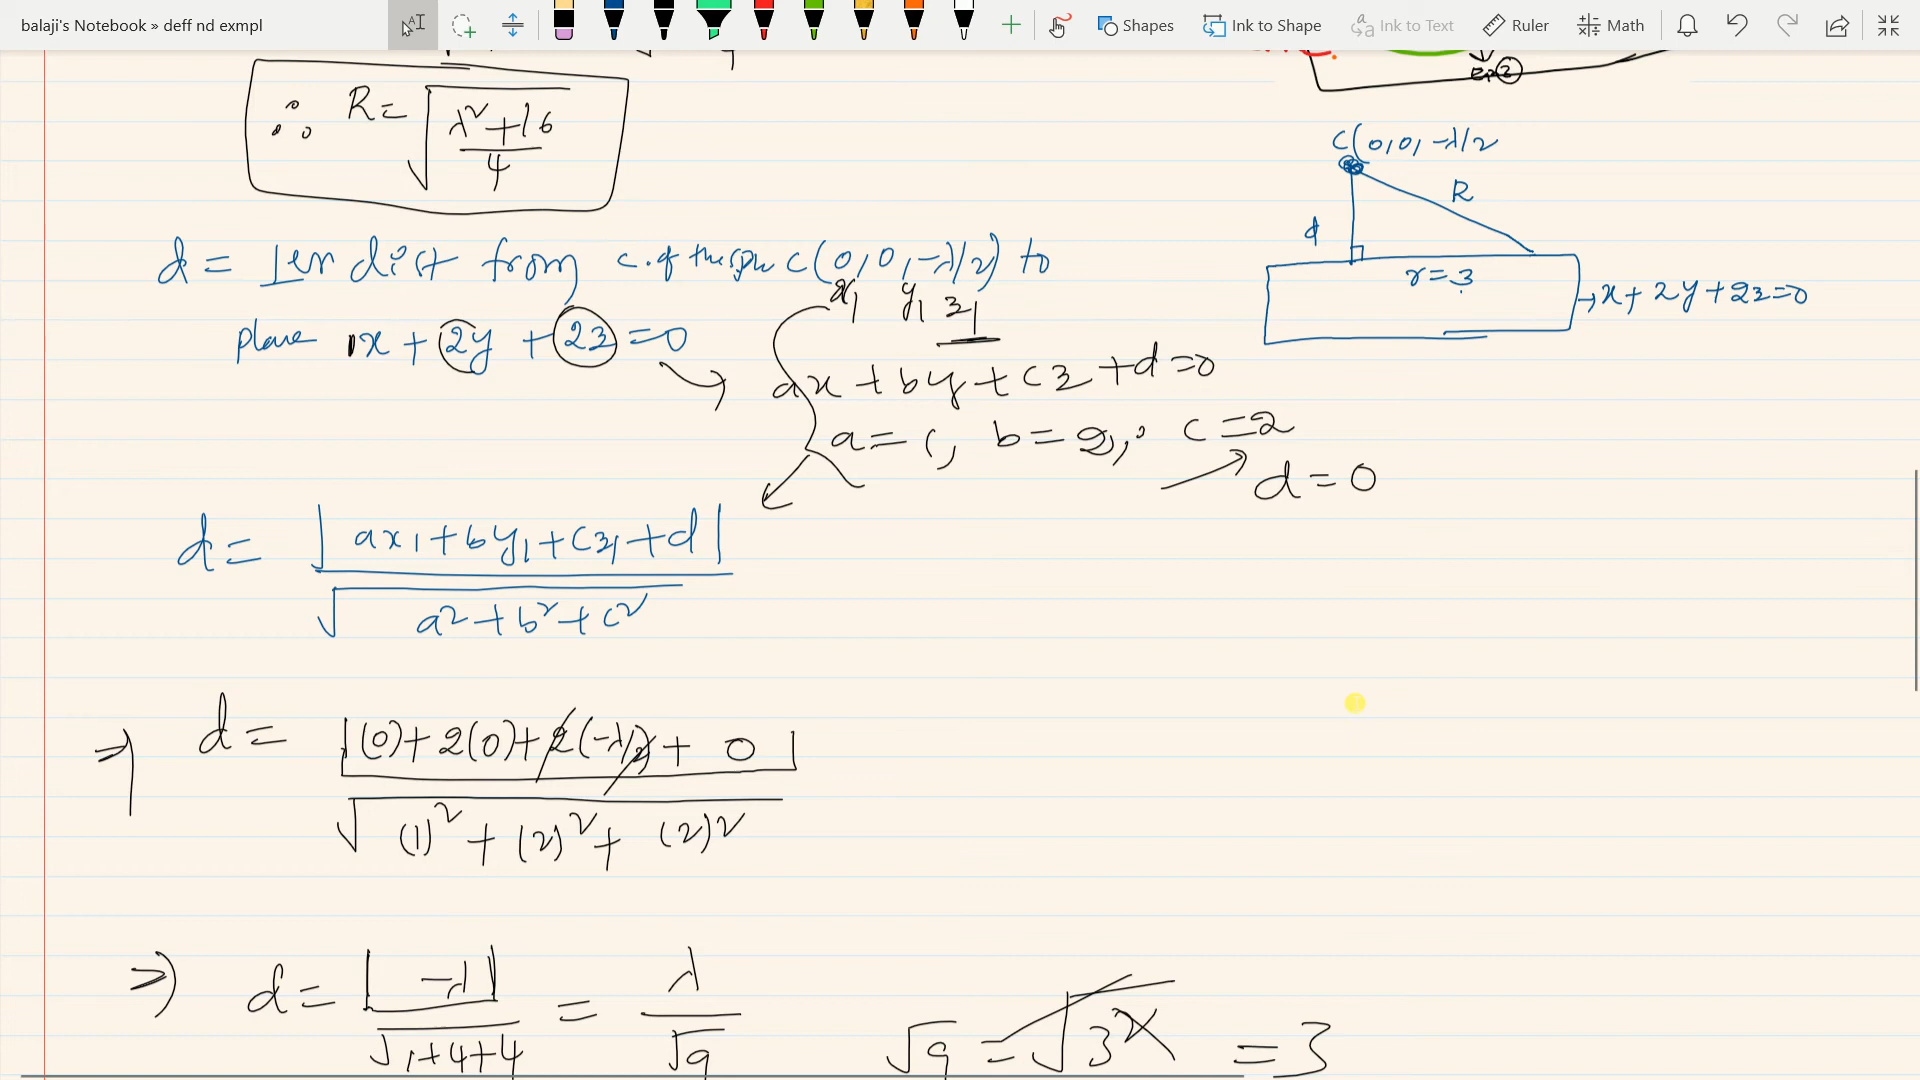 balaji's Notebook » deff nd exmpl
Shapes
Ink to Shape
Ink to Text
Ruler
Math
∴ R = √((λ²+16)/4)
C(0,0,-λ/2
R
d
r=3
→x+2y+2z=0
d = ⊥er dist from c.of the sphe C(0,0,-λ/2) to
x₁ y₁ z₁
plane 1x + 2y + 2z = 0
ax + by + cz + d = 0
a = 1, b = 2, c = 2
d = 0
d = |ax₁+by₁+cz₁+d| / √(a²+b²+c²)
⇒ d = |(0)+2(0)+2(-λ/2)+0| / √((1)²+(2)²+(2)²)
⇒ d = |-λ| / √(1+4+4) = λ/√9
√9 = √3² = 3